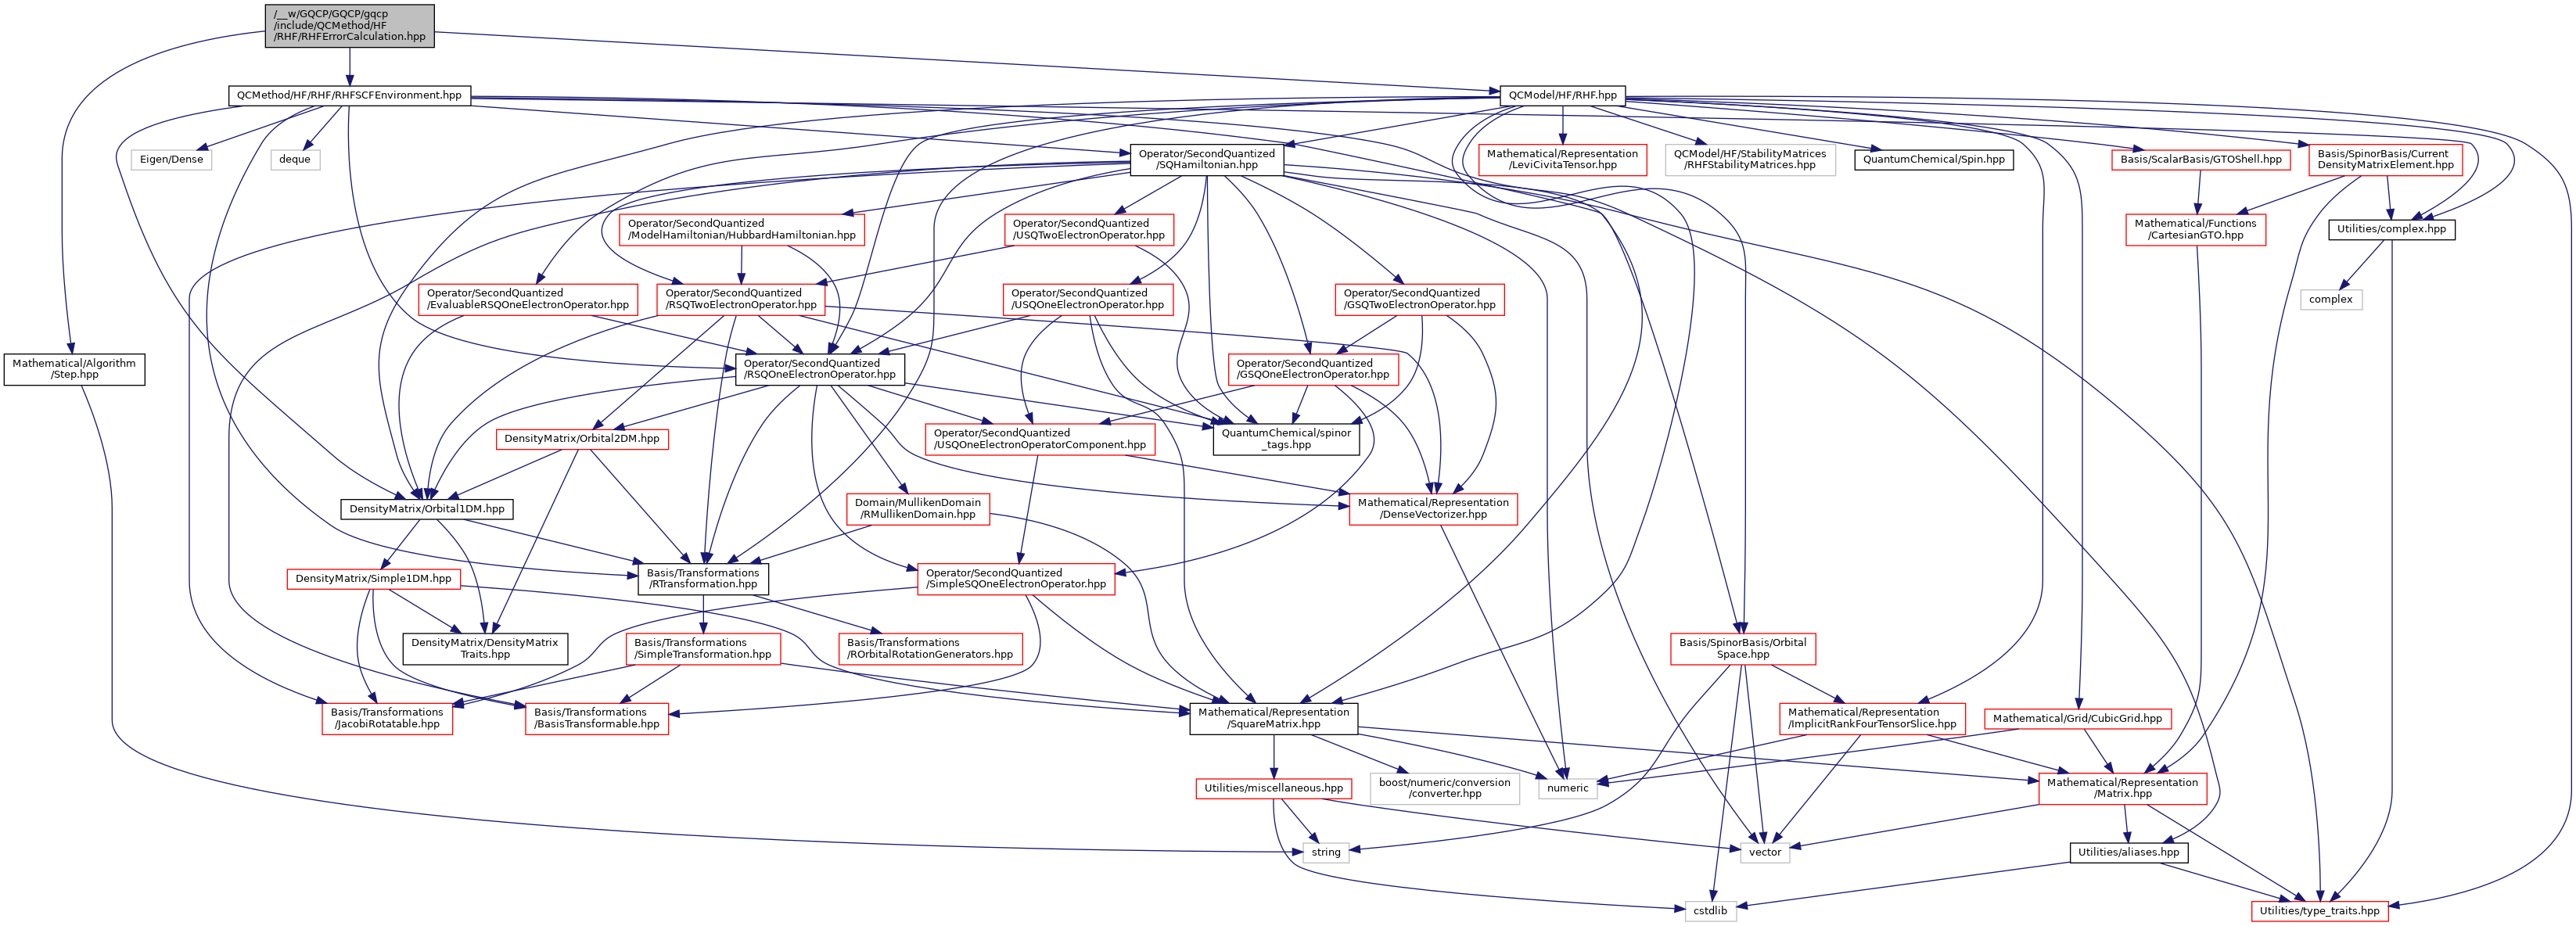 /__w/GQCP/GQCP/gqcp
/include/QCMethod/HF
/RHF/RHFErrorCalculation.hpp
QCMethod/HF/RHF/RHFSCFEnvironment.hpp
QCModel/HF/RHF.hpp
Eigen/Dense
deque
Operator/SecondQuantized
/SQHamiltonian.hpp
Mathematical/Representation
/LeviCivitaTensor.hpp
QCModel/HF/StabilityMatrices
/RHFStabilityMatrices.hpp
QuantumChemical/Spin.hpp
Basis/ScalarBasis/GTOShell.hpp
Basis/SpinorBasis/Current
DensityMatrixElement.hpp
Operator/SecondQuantized
/ModelHamiltonian/HubbardHamiltonian.hpp
Operator/SecondQuantized
/USQTwoElectronOperator.hpp
Mathematical/Functions
/CartesianGTO.hpp
Utilities/complex.hpp
Operator/SecondQuantized
/EvaluableRSQOneElectronOperator.hpp
Operator/SecondQuantized
/RSQTwoElectronOperator.hpp
Operator/SecondQuantized
/USQOneElectronOperator.hpp
Operator/SecondQuantized
/GSQTwoElectronOperator.hpp
complex
Mathematical/Algorithm
/Step.hpp
Operator/SecondQuantized
/RSQOneElectronOperator.hpp
Operator/SecondQuantized
/GSQOneElectronOperator.hpp
DensityMatrix/Orbital2DM.hpp
Operator/SecondQuantized
/USQOneElectronOperatorComponent.hpp
QuantumChemical/spinor
_tags.hpp
DensityMatrix/Orbital1DM.hpp
Domain/MullikenDomain
/RMullikenDomain.hpp
Mathematical/Representation
/DenseVectorizer.hpp
DensityMatrix/Simple1DM.hpp
Basis/Transformations
/RTransformation.hpp
Operator/SecondQuantized
/SimpleSQOneElectronOperator.hpp
DensityMatrix/DensityMatrix
Traits.hpp
Basis/Transformations
/SimpleTransformation.hpp
Basis/Transformations
/ROrbitalRotationGenerators.hpp
Basis/SpinorBasis/Orbital
Space.hpp
Basis/Transformations
/JacobiRotatable.hpp
Basis/Transformations
/BasisTransformable.hpp
Mathematical/Representation
/SquareMatrix.hpp
Mathematical/Representation
/ImplicitRankFourTensorSlice.hpp
Mathematical/Grid/CubicGrid.hpp
Utilities/miscellaneous.hpp
boost/numeric/conversion
/converter.hpp
numeric
Mathematical/Representation
/Matrix.hpp
string
vector
Utilities/aliases.hpp
cstdlib
Utilities/type_traits.hpp